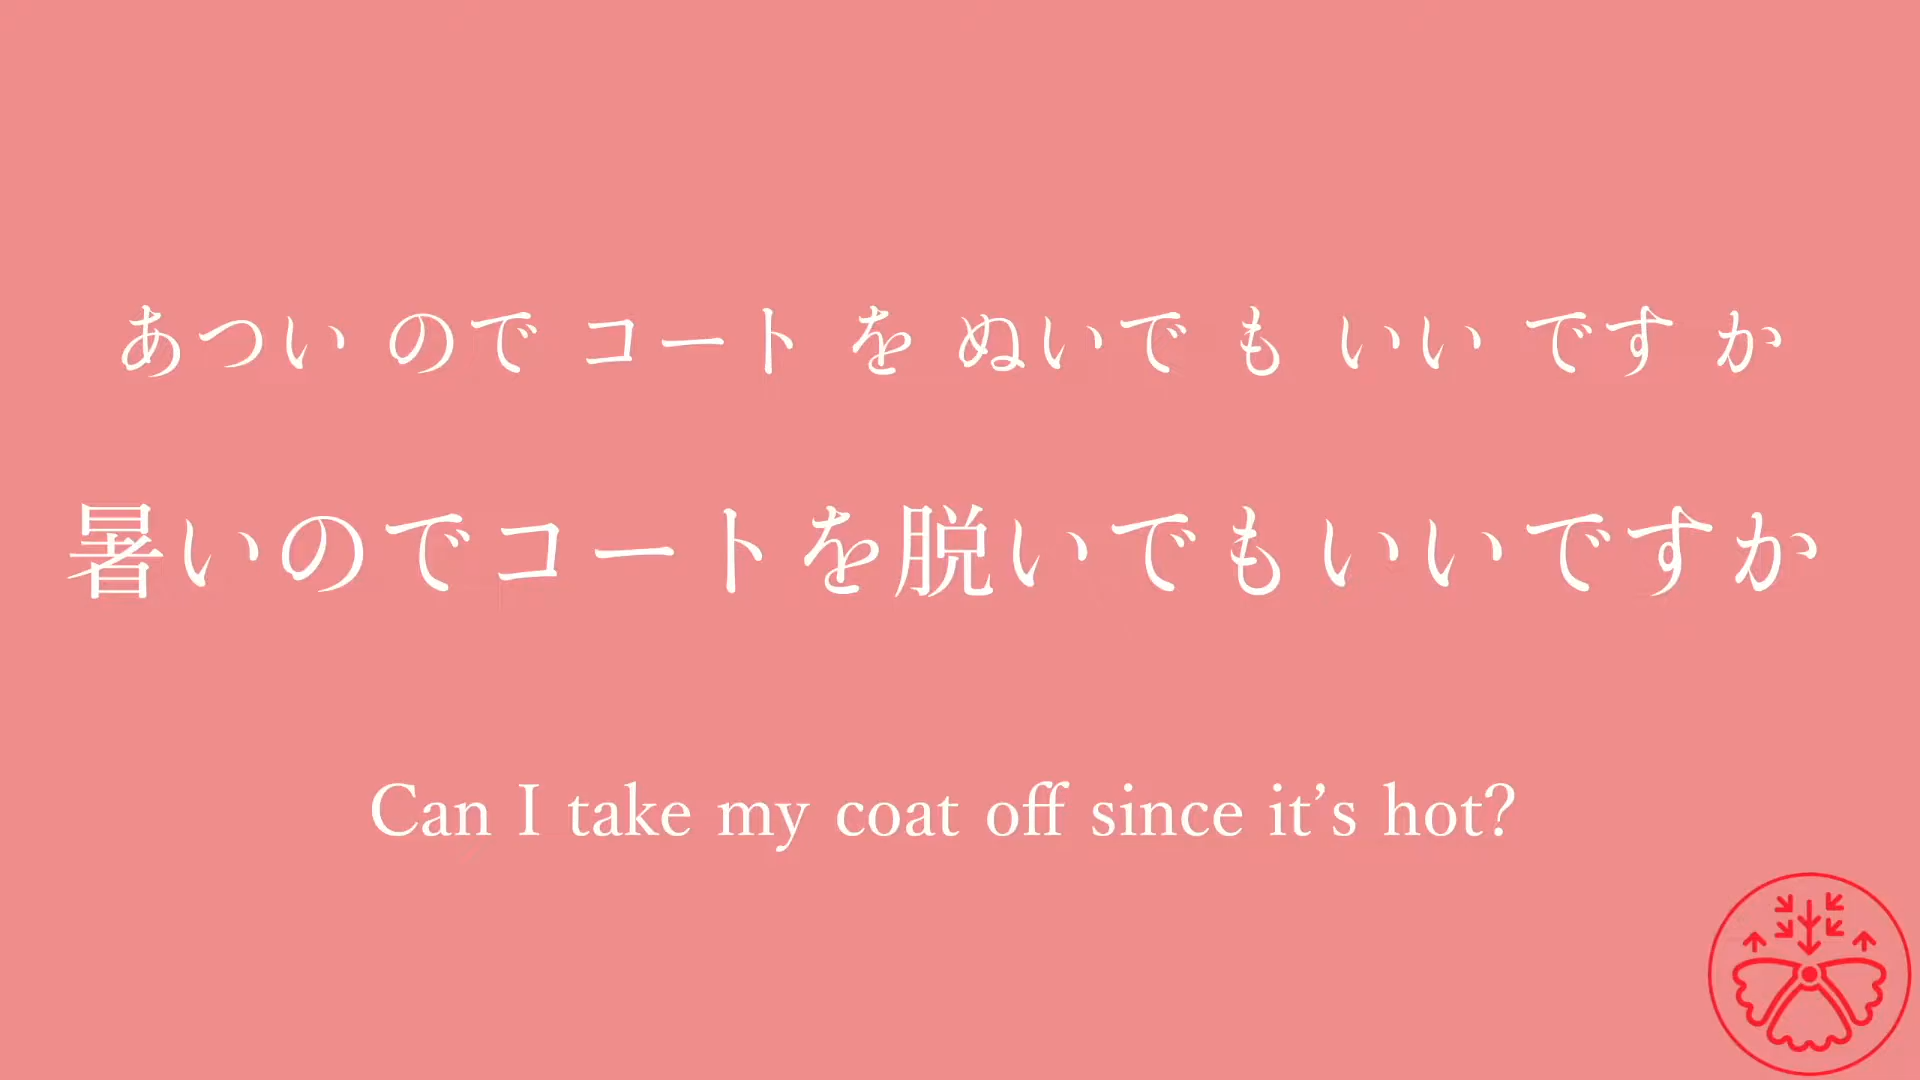 あつい ので コート を ぬいで も いい です か
暑いのでコートを脱いでもいいですか
Can I take my coat off since it’s hot?